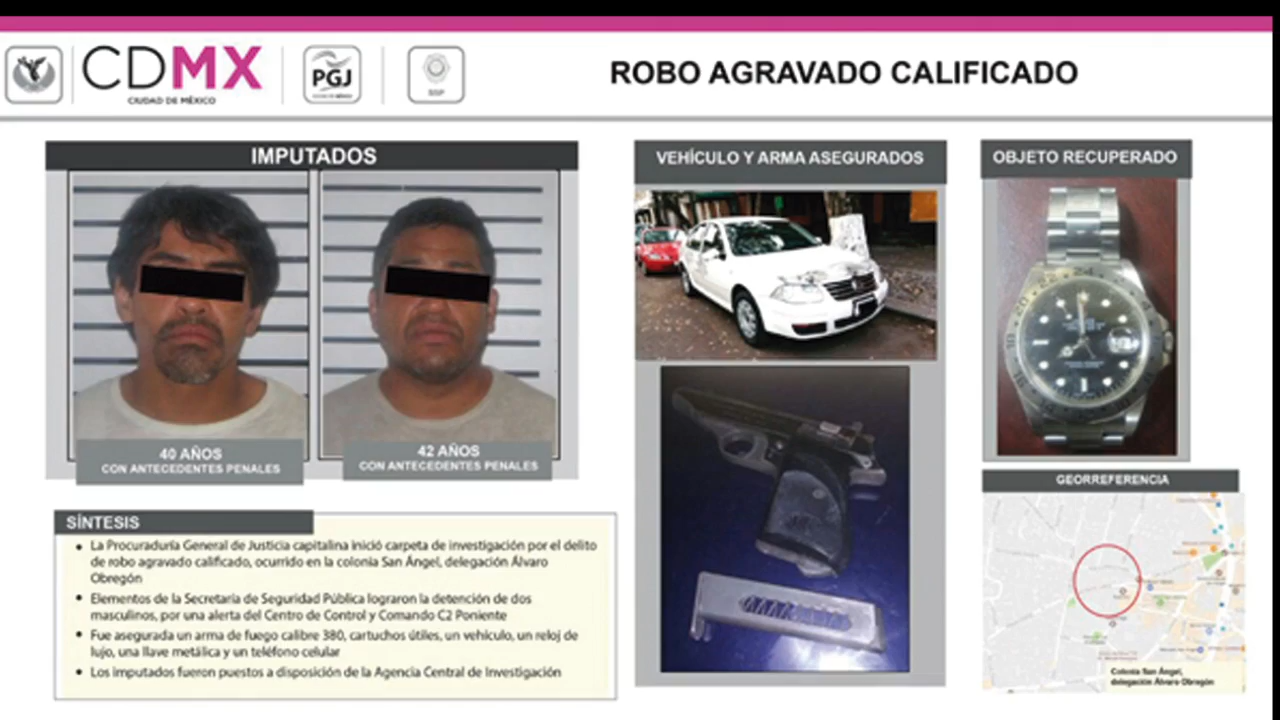 CDMX
CIUDAD DE MÉXICO
PGJ
SSP
ROBO AGRAVADO CALIFICADO
IMPUTADOS
40 AÑOS
CON ANTECEDENTES PENALES
42 AÑOS
CON ANTECEDENTES PENALES
SÍNTESIS
• La Procuraduría General de Justicia capitalina inició carpeta de investigación por el delito
de robo agravado calificado, ocurrido en la colonia San Ángel, delegación Álvaro
Obregón
• Elementos de la Secretaría de Seguridad Pública lograron la detención de dos
masculinos, por una alerta del Centro de Control y Comando C2 Poniente
• Fue asegurada un arma de fuego calibre 380, cartuchos útiles, un vehículo, un reloj de
lujo, una llave metálica y un teléfono celular
• Los imputados fueron puestos a disposición de la Agencia Central de Investigación
VEHÍCULO Y ARMA ASEGURADOS
OBJETO RECUPERADO
GEORREFERENCIA
Colonia San Ángel,
delegación Álvaro Obregón